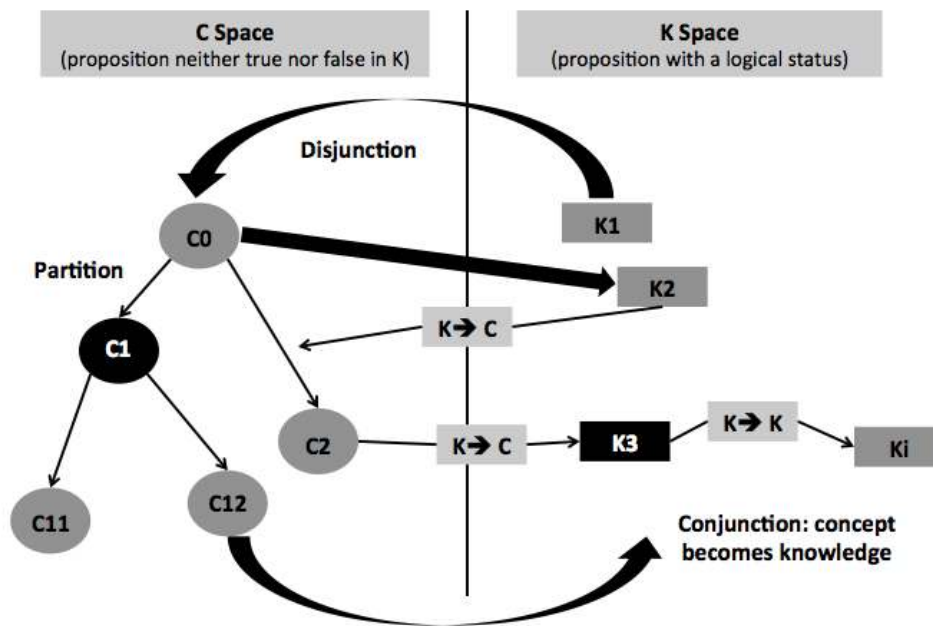 C Space
(proposition neither true nor false in K)
K Space
(proposition with a logical status)
Disjunction
K1
C0
Partition
K2
K➔ C
C1
C2
K➔ C
K3
K➔ K
Ki
C11
C12
Conjunction: concept
becomes knowledge